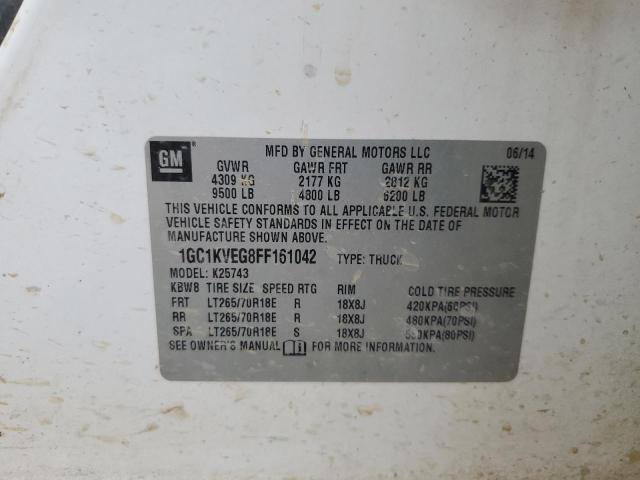 GM
MFD BY GENERAL MOTORS LLC 06/14
GVWR GAWR FRT GAWR RR
4309 KG 2177 KG 2812 KG
9500 LB 4800 LB 6200 LB
THIS VEHICLE CONFORMS TO ALL APPLICABLE U.S. FEDERAL MOTOR
VEHICLE SAFETY STANDARDS IN EFFECT ON THE DATE OF
MANUFACTURE SHOWN ABOVE.
1GC1KVEG8FF161042 TYPE: TRUCK
MODEL: K25743
KBW8 TIRE SIZE SPEED RTG RIM COLD TIRE PRESSURE
FRT LT265/70R18E R 18X8J 420KPA(60PSI)
RR LT265/70R18E R 18X8J 480KPA(70PSI)
SPA LT265/70R18E S 18X8J 550KPA(80PSI)
SEE OWNER'S MANUAL FOR MORE INFORMATION.